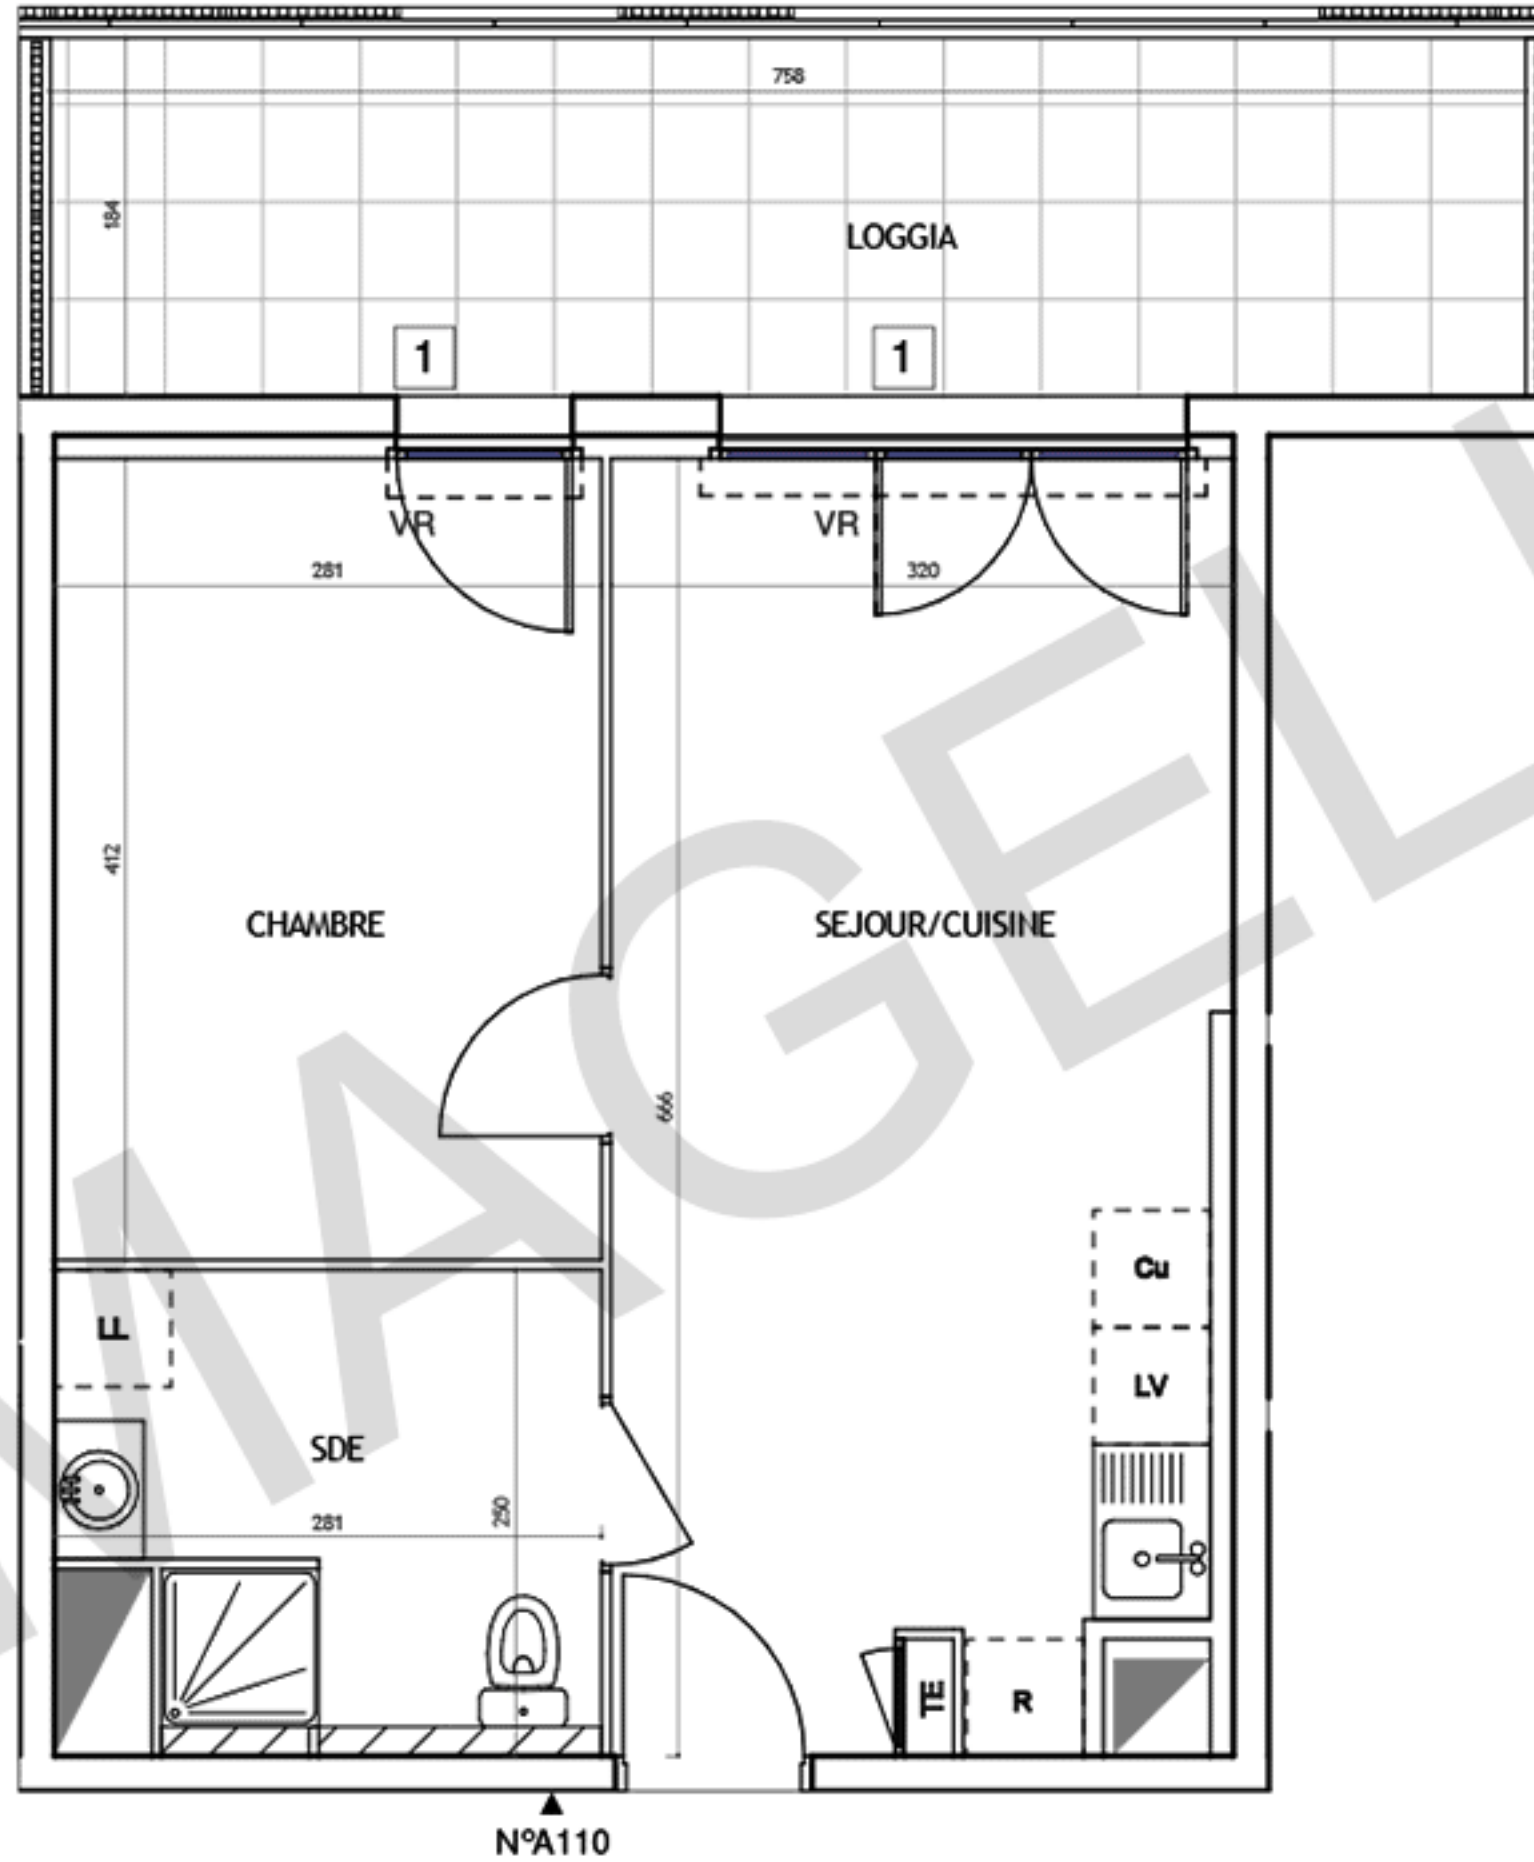 758
184
LOGGIA
1
1
VR
VR
281
320
412
CHAMBRE
SEJOUR/CUISINE
666
Cu
F
LV
SDE
281
250
TE
R
N°A110
MAGELL